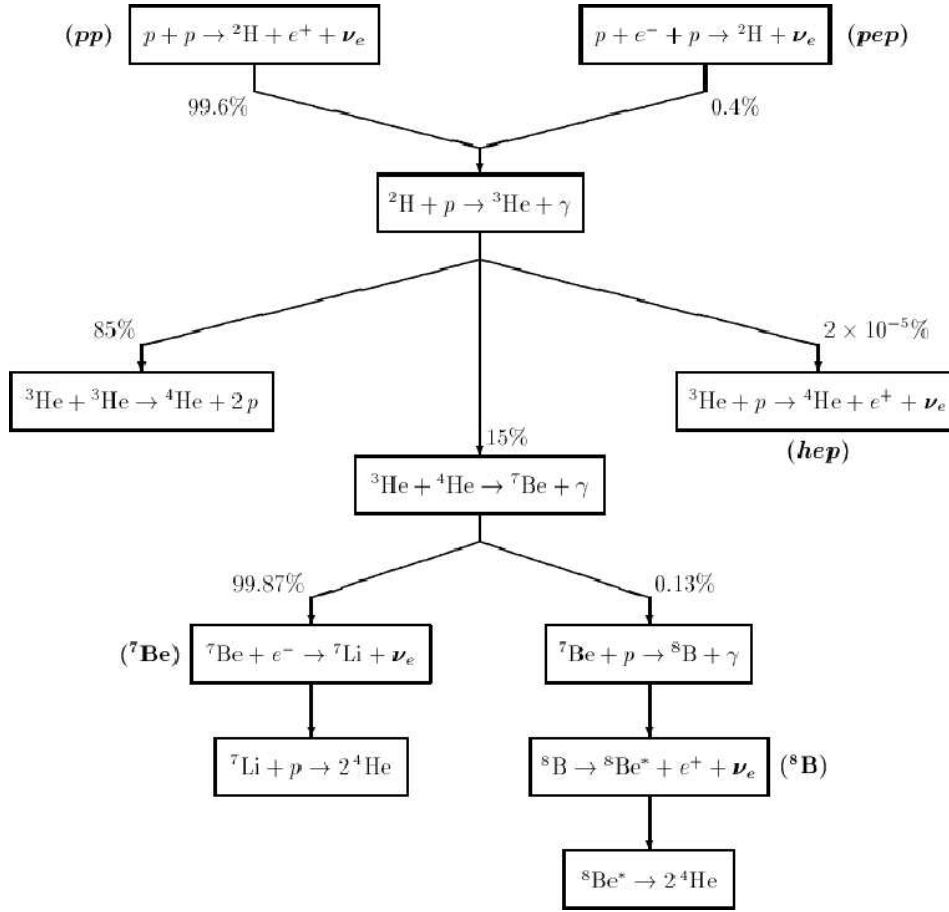 (pp) p + p → ²H + e⁺ + νₑ
p + e⁻ + p → ²H + νₑ (pep)
99.6%
0.4%
²H + p → ³He + γ
85%
2 × 10⁻⁵%
³He + ³He → ⁴He + 2 p
³He + p → ⁴He + e⁺ + νₑ
(hep)
15%
³He + ⁴He → ⁷Be + γ
99.87%
0.13%
(⁷Be) ⁷Be + e⁻ → ⁷Li + νₑ
⁷Be + p → ⁸B + γ
⁷Li + p → 2 ⁴He
⁸B → ⁸Be* + e⁺ + νₑ (⁸B)
⁸Be* → 2 ⁴He